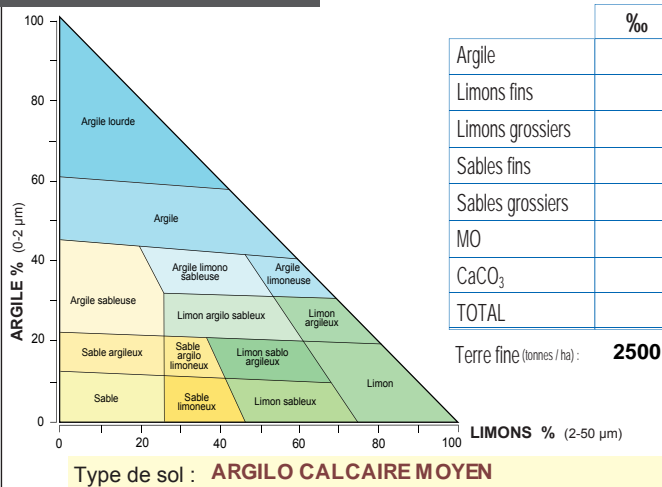 100
80
60
40
20
0
ARGILE % (0-2 µm)
Argile lourde
Argile
Argile limono
sableuse
Argile
limoneuse
Argile sableuse
Limon argilo sableux
Limon
argileux
Sable argileux
Sable
argilo
limoneux
Limon sablo
argileux
Limon
Sable
Sable
limoneux
Limon sableux
0 20 40 60 80 100
LIMONS % (2-50 µm)
‰
Argile
Limons fins
Limons grossiers
Sables fins
Sables grossiers
MO
CaCO₃
TOTAL
Terre fine (tonnes / ha) : 2500
Type de sol : ARGILO CALCAIRE MOYEN